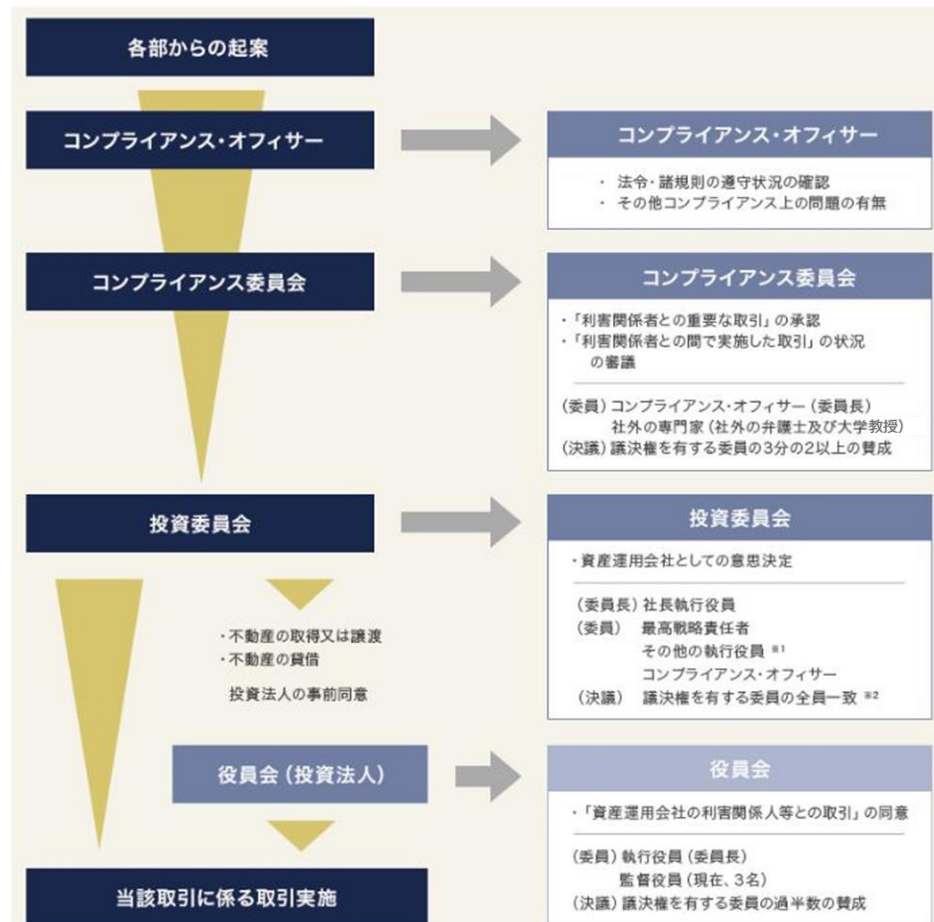 各部からの起案
コンプライアンス・オフィサー
コンプライアンス・オフィサー
・ 法令・諸規則の遵守状況の確認
・ その他コンプライアンス上の問題の有無
コンプライアンス委員会
コンプライアンス委員会
・「利害関係者との重要な取引」の承認
・「利害関係者との間で実施した取引」の状況
の審議
(委員) コンプライアンス・オフィサー (委員長)
社外の専門家 (社外の弁護士及び大学教授)
(決議) 議決権を有する委員の3分の2以上の賛成
投資委員会
投資委員会
・資産運用会社としての意思決定
(委員長) 社長執行役員
(委員) 最高戦略責任者
その他の執行役員 ※1
コンプライアンス・オフィサー
(決議) 議決権を有する委員の全員一致 ※2
・不動産の取得又は譲渡
・不動産の貸借
投資法人の事前同意
役員会 (投資法人)
役員会
・「資産運用会社の利害関係人等との取引」の同意
(委員) 執行役員 (委員長)
監督役員 (現在、3名)
(決議) 議決権を有する委員の過半数の賛成
当該取引に係る取引実施